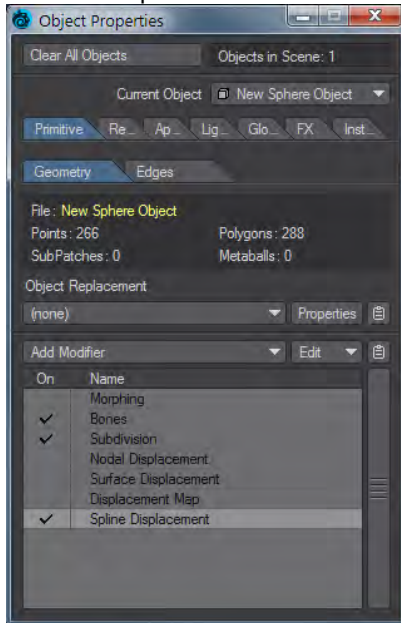 Object Properties
Clear All Objects Objects in Scene: 1
Current Object New Sphere Object
Primitive Re... Ap... Lig... Glo... FX Inst...
Geometry Edges
File: New Sphere Object
Points: 266 Polygons: 288
SubPatches: 0 Metaballs: 0
Object Replacement
(none) Properties
Add Modifier Edit
On Name
Morphing
Bones
Subdivision
Nodal Displacement
Surface Displacement
Displacement Map
Spline Displacement